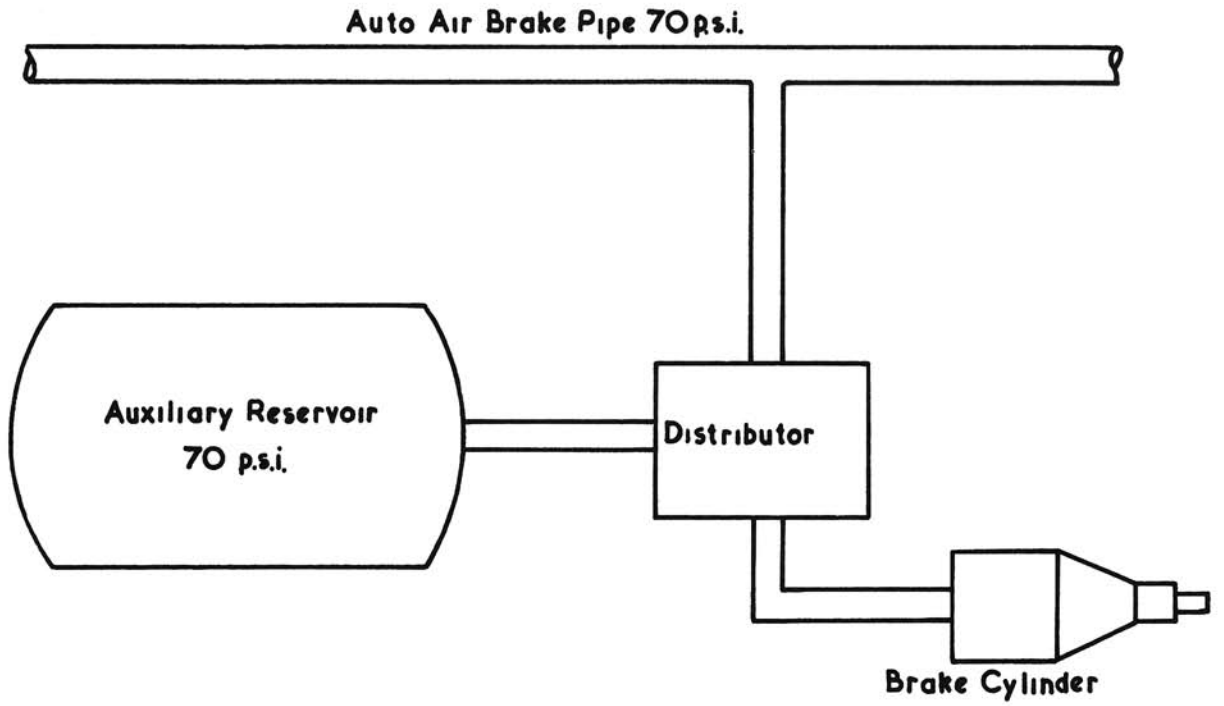 Auto Air Brake Pipe 70 p.s.i.
Auxiliary Reservoir
70 p.s.i.
Distributor
Brake Cylinder